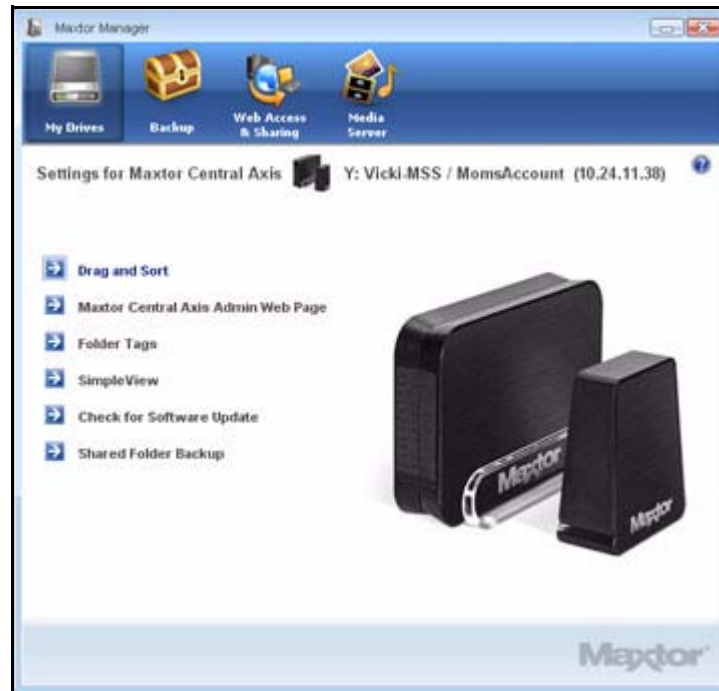 Maxtor Manager
My Drives
Backup
Web Access
& Sharing
Media
Server
Settings for Maxtor Central Axis Y: Vicki-MSS / MomsAccount (10.24.11.38)
?
Drag and Sort
Maxtor Central Axis Admin Web Page
Folder Tags
SimpleView
Check for Software Update
Shared Folder Backup
Maxtor
Maxtor
Maxtor